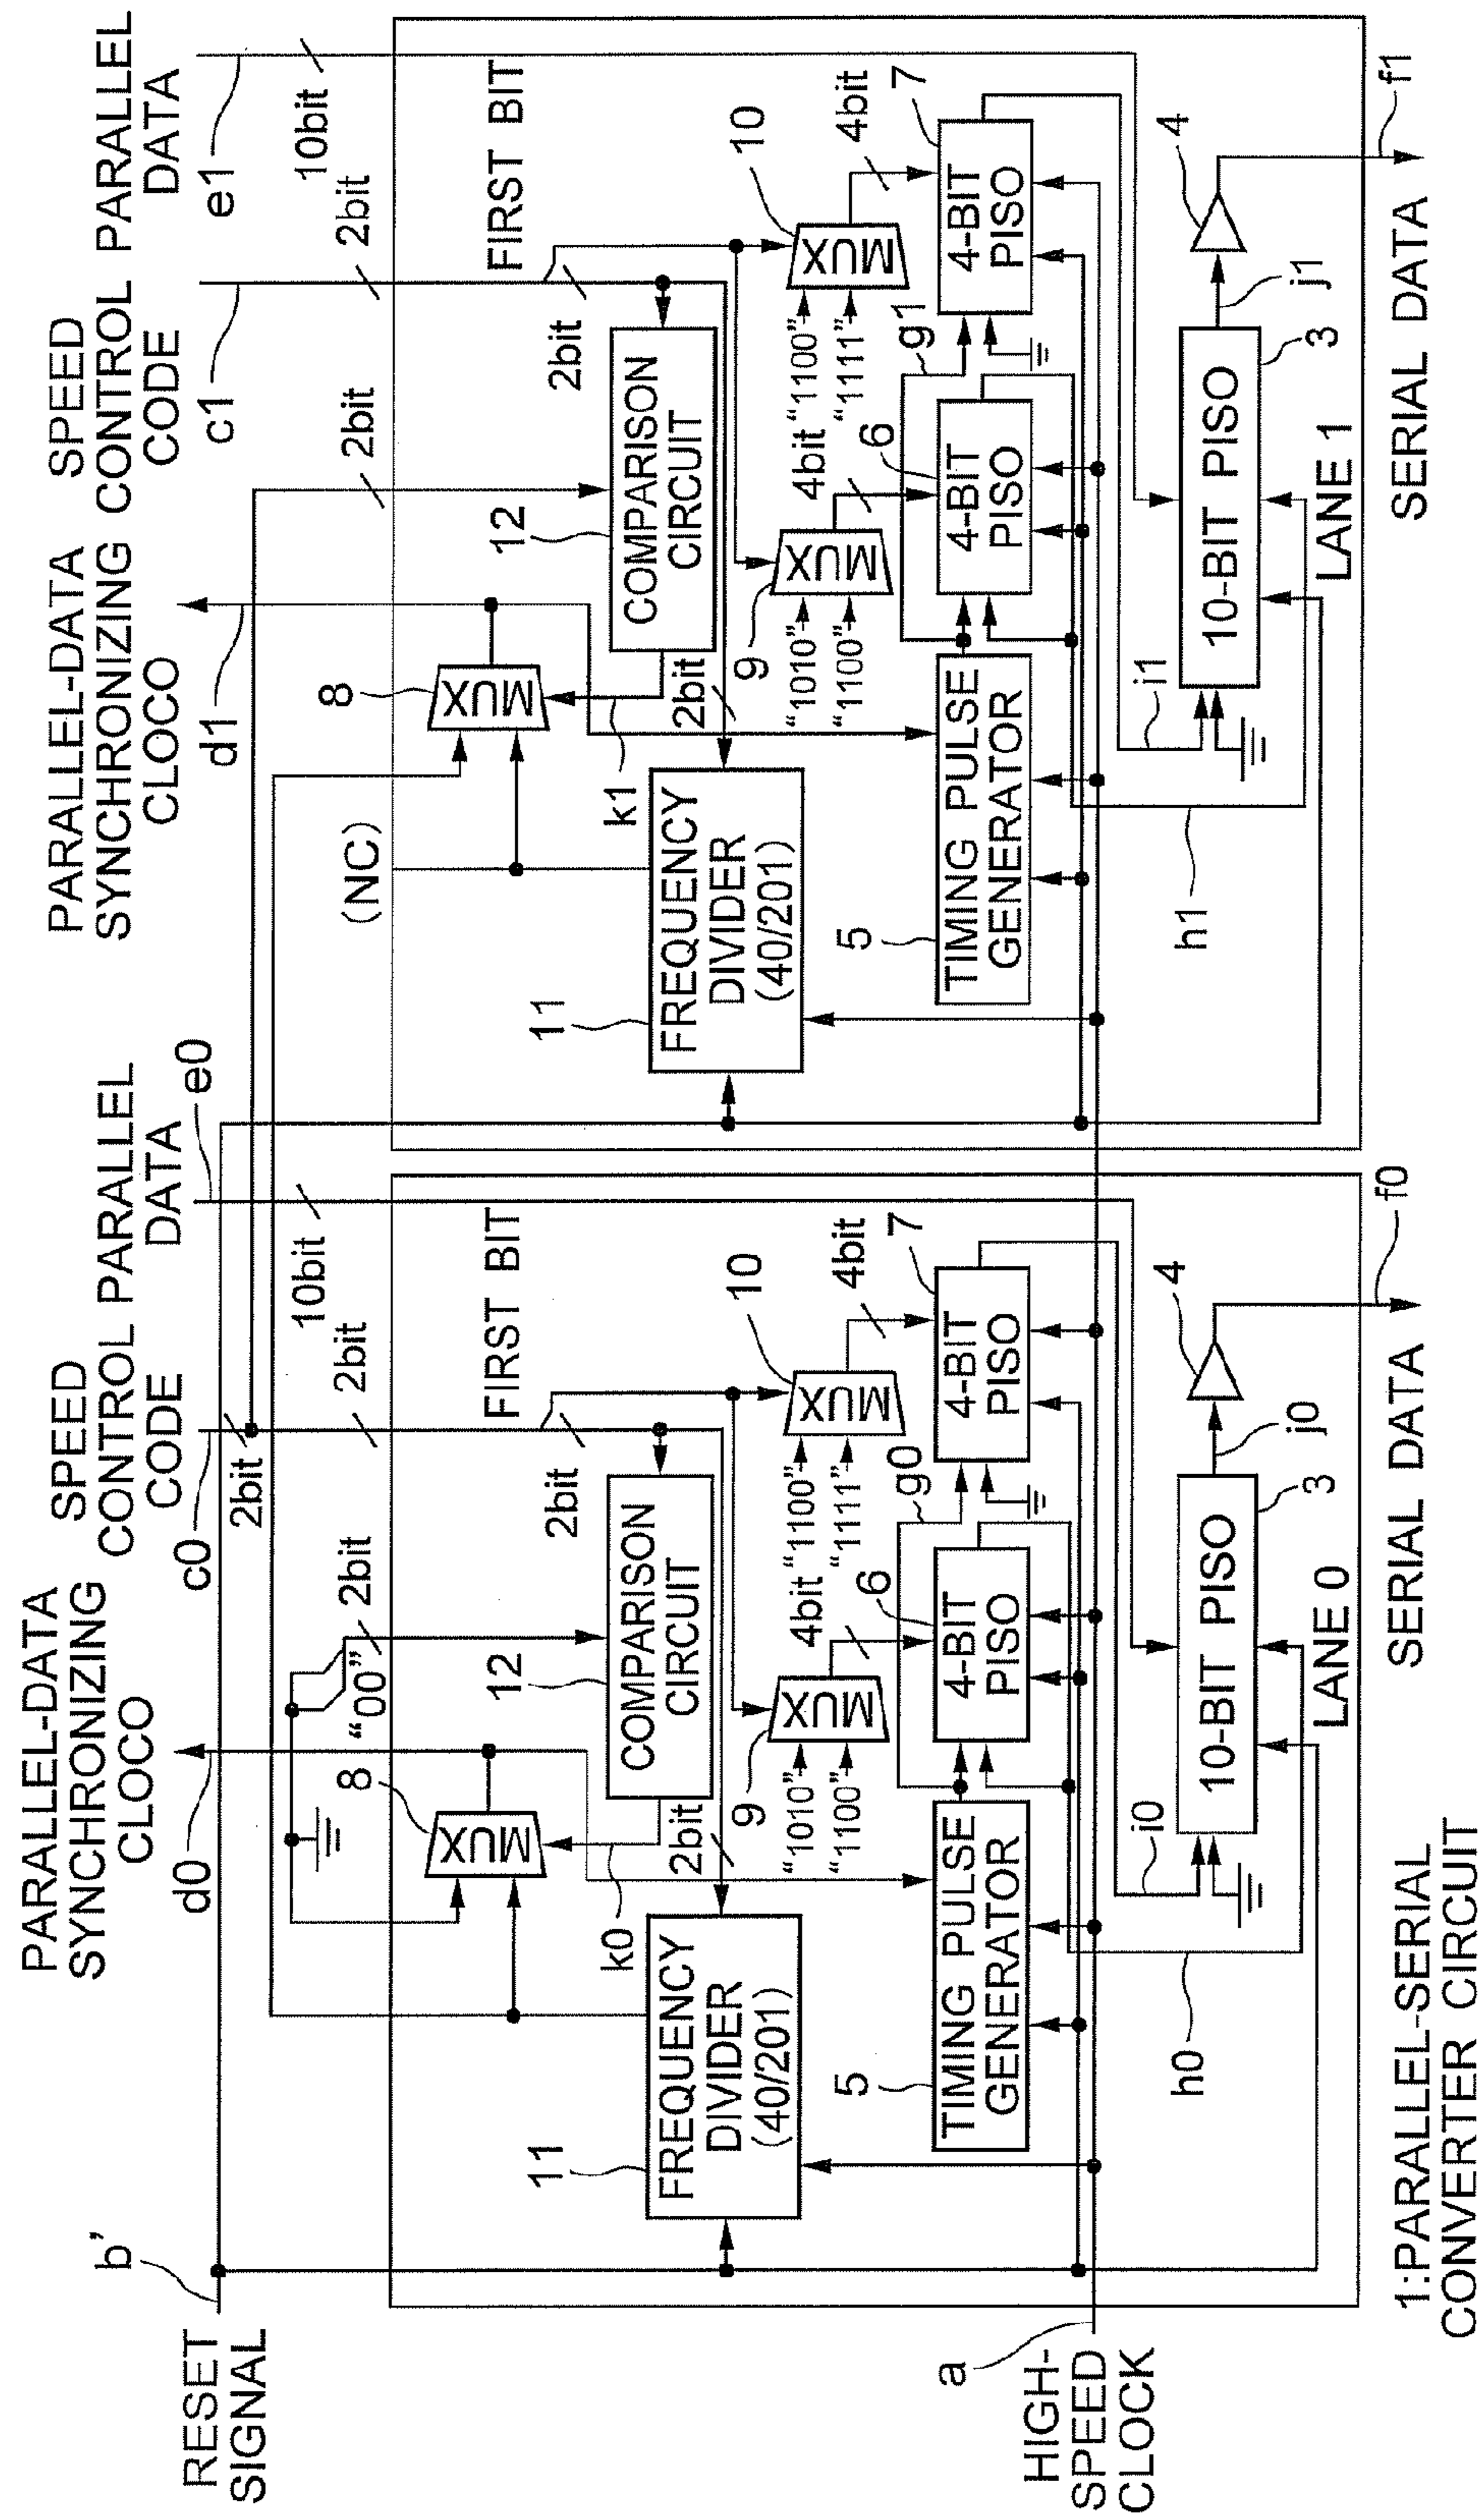 RESET
SIGNAL
b’
HIGH-
SPEED
CLOCK
a
1::PARALLEL-SERIAL
CONVERTER CIRCUIT
PARALLEL-DATA
SYNCHRONIZING
CLOCO
d0
SPEED
CONTROL
CODE
c0
PARALLEL
DATA
e0
2bit
“00”
2bit
2bit
10bit
FIRST BIT
8
MUX
12
COMPARISON
CIRCUIT
2bit
k0
2bit
11
FREQUENCY
DIVIDER
(40/201)
9
MUX
“1010”
“1100”
4bit
10
MUX
“1100”
“1111”
4bit
5
TIMING PULSE
GENERATOR
6
4-BIT
PISO
g0
7
4-BIT
PISO
h0
i0
10-BIT PISO
3
j0
4
f0
LANE 0
SERIAL DATA
PARALLEL-DATA
SYNCHRONIZING
CLOCO
d1
SPEED
CONTROL
CODE
c1
PARALLEL
DATA
e1
(NC)
2bit
2bit
10bit
FIRST BIT
8
MUX
12
COMPARISON
CIRCUIT
2bit
k1
2bit
11
FREQUENCY
DIVIDER
(40/201)
9
MUX
“1010”
“1100”
4bit
10
MUX
“1100”
“1111”
4bit
5
TIMING PULSE
GENERATOR
6
4-BIT
PISO
g1
7
4-BIT
PISO
h1
i1
10-BIT PISO
3
j1
4
f1
LANE 1
SERIAL DATA